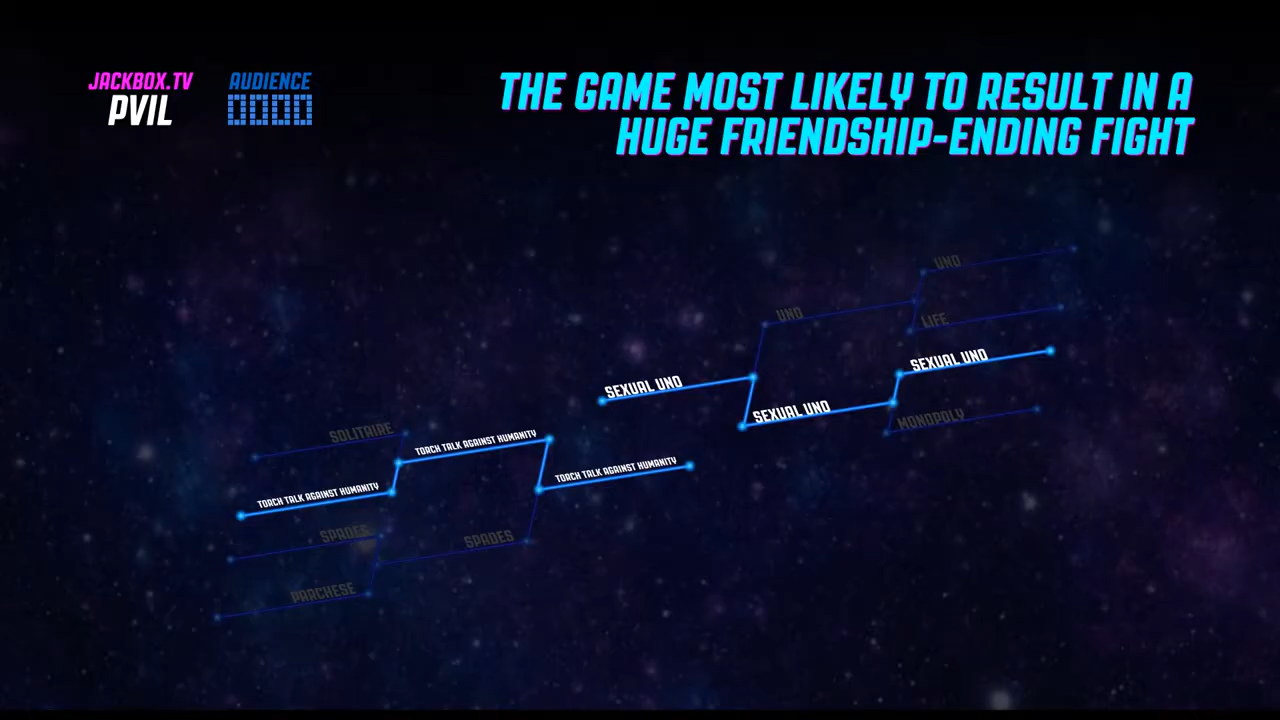 JACKBOX.TV
PVIL
AUDIENCE
0000
THE GAME MOST LIKELY TO RESULT IN A
HUGE FRIENDSHIP-ENDING FIGHT
UNO
UNO
LIFE
SEXUAL UNO
SEXUAL UNO
SEXUAL UNO
MONOPOLY
SOLITAIRE
TORCH TALK AGAINST HUMANITY
TORCH TALK AGAINST HUMANITY
TORCH TALK AGAINST HUMANITY
SPADES
SPADES
PARCHESE